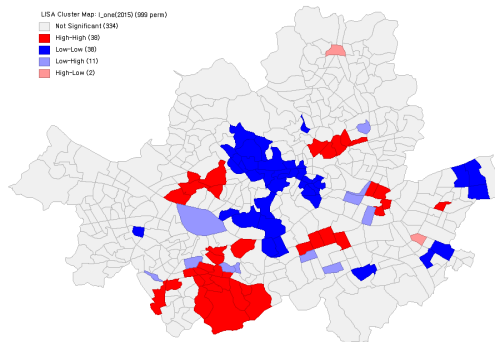 LISA Cluster Map: I_one(2015) (999 perm)
Not Significant (334)
High-High (38)
Low-Low (38)
Low-High (11)
High-Low (2)